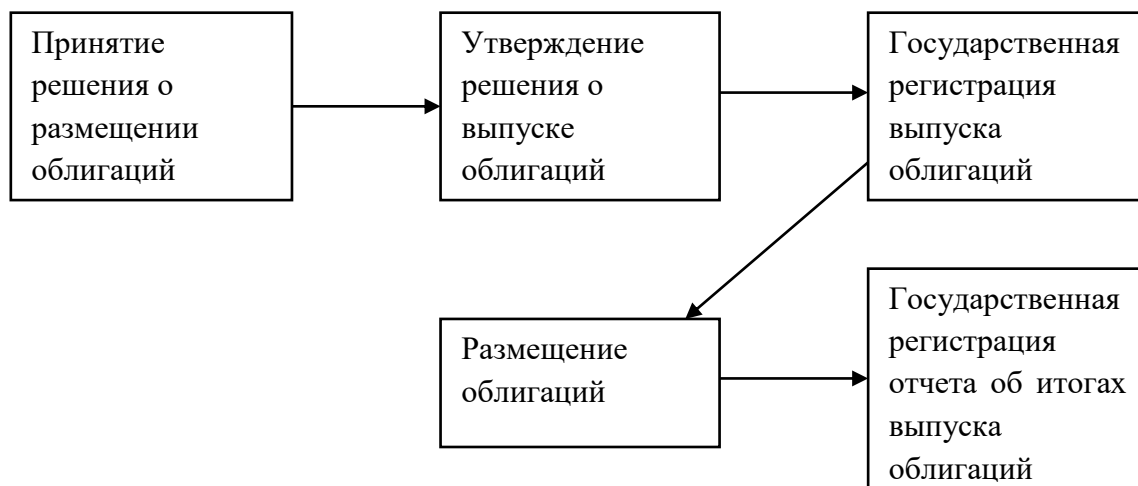 Принятие
решения о
размещении
облигаций
Утверждение
решения о
выпуске
облигаций
Государственная
регистрация
выпуска
облигаций
Размещение
облигаций
Государственная
регистрация
отчета об итогах
выпуска
облигаций